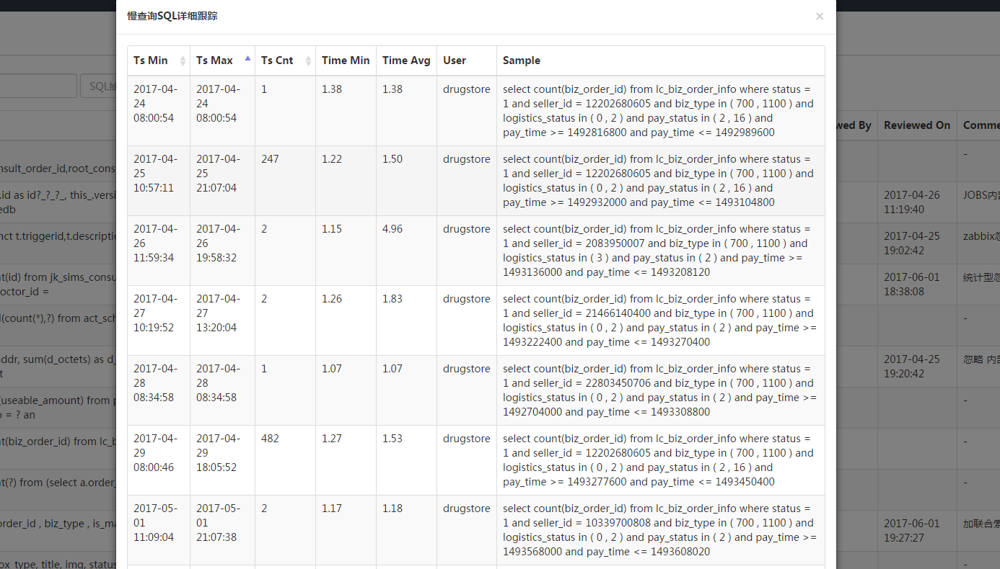 慢查询SQL详细跟踪
×
Ts Min
Ts Max
Ts Cnt
Time Min
Time Avg
User
Sample
2017-04-
24
08:00:54
2017-04-
24
08:00:54
1
1.38
1.38
drugstore
select count(biz_order_id) from lc_biz_order_info where status =
1 and seller_id = 12202680605 and biz_type in ( 700 , 1100 ) and
logistics_status in ( 0 , 2 ) and pay_status in ( 2 , 16 ) and
pay_time >= 1492816800 and pay_time <= 1492989600
2017-04-
25
10:57:11
2017-04-
25
21:07:04
247
1.22
1.50
drugstore
select count(biz_order_id) from lc_biz_order_info where status =
1 and seller_id = 12202680605 and biz_type in ( 700 , 1100 ) and
logistics_status in ( 0 , 2 ) and pay_status in ( 2 , 16 ) and
pay_time >= 1492932000 and pay_time <= 1493104800
2017-04-
26
11:59:34
2017-04-
26
19:58:32
2
1.15
4.96
drugstore
select count(biz_order_id) from lc_biz_order_info where status =
1 and seller_id = 2083950007 and biz_type in ( 700 , 1100 ) and
logistics_status in ( 3 ) and pay_status in ( 2 ) and pay_time >=
1493136000 and pay_time <= 1493208120
2017-04-
27
10:19:52
2017-04-
27
13:20:04
2
1.26
1.83
drugstore
select count(biz_order_id) from lc_biz_order_info where status =
1 and seller_id = 21466140400 and biz_type in ( 700 , 1100 ) and
logistics_status in ( 0 , 2 ) and pay_status in ( 2 ) and pay_time >=
1493222400 and pay_time <= 1493270400
2017-04-
28
08:34:58
2017-04-
28
08:34:58
1
1.07
1.07
drugstore
select count(biz_order_id) from lc_biz_order_info where status =
1 and seller_id = 22803450706 and biz_type in ( 700 , 1100 ) and
logistics_status in ( 0 , 2 ) and pay_status in ( 2 ) and pay_time >=
1492704000 and pay_time <= 1493308800
2017-04-
29
08:00:46
2017-04-
29
18:05:52
482
1.27
1.53
drugstore
select count(biz_order_id) from lc_biz_order_info where status =
1 and seller_id = 12202680605 and biz_type in ( 700 , 1100 ) and
logistics_status in ( 0 , 2 ) and pay_status in ( 2 , 16 ) and
pay_time >= 1493277600 and pay_time <= 1493450400
2017-05-
01
11:09:04
2017-05-
01
21:07:38
2
1.17
1.18
drugstore
select count(biz_order_id) from lc_biz_order_info where status =
1 and seller_id = 10339700808 and biz_type in ( 700 , 1100 ) and
logistics_status in ( 0 , 2 ) and pay_status in ( 2 ) and pay_time >=
1493568000 and pay_time <= 1493608020
SQL
nsult_order_id,root_cons
.id as id?_?_?_, this_.versi
edb
nct t.triggerid,t.descriptio
nt(id) from jk_sims_consu
octor_id =
l(count(*),?) from act_sch
addr, sum(d_octets) as d_
t
(useable_amount) from p
o = ? an
nt(biz_order_id) from lc_b
nt(?) from (select a.order_
order_id , biz_type , is_ma
ox_type, title, img, status
wed By
Reviewed On
Comme
-
2017-04-26
11:19:40
JOBS内
2017-04-25
19:02:42
zabbix忽
2017-06-01
18:38:08
统计型忽
-
2017-04-25
19:20:42
忽略 内
-
-
-
2017-06-01
19:27:27
加联合索
-